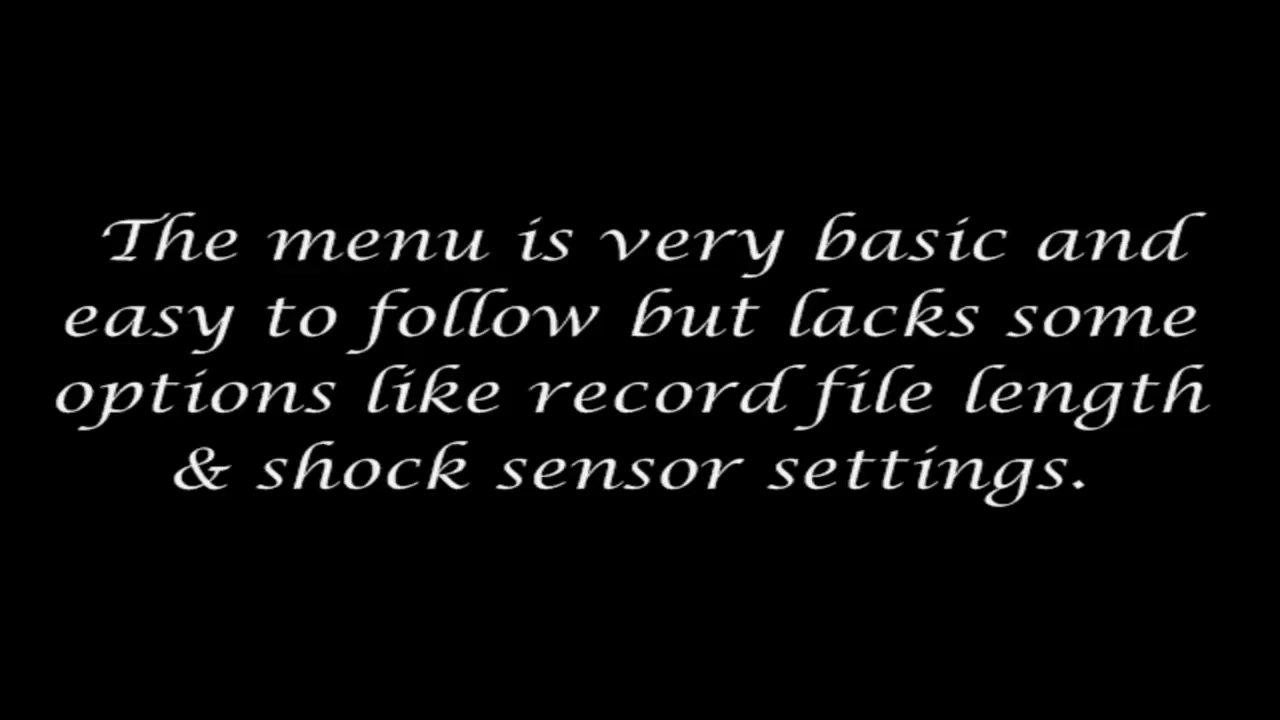 The menu is very basic and
easy to follow but lacks some
options like record file length
& shock sensor settings.